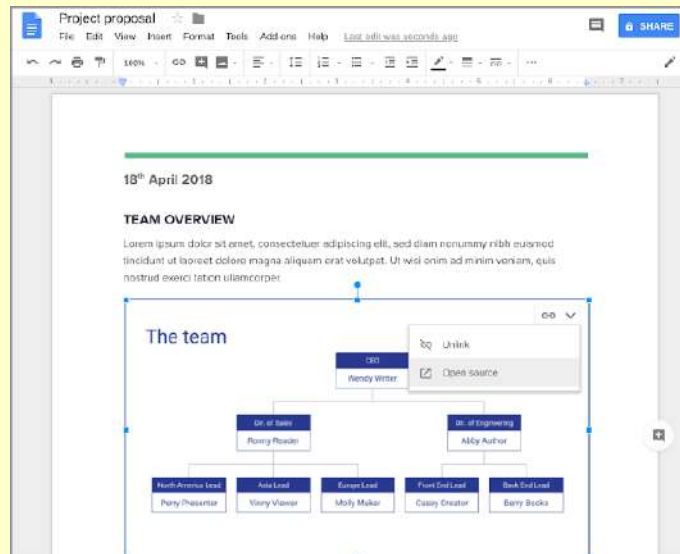 Project proposal
File Edit View Insert Format Tools Add-ons Help Last edit was seconds ago
SHARE
100%
18th April 2018
TEAM OVERVIEW
Lorem ipsum dolor sit amet, consectetuer adipiscing elit, sed diam nonummy nibh euismod
tincidunt ut laoreet dolore magna aliquam erat volutpat. Ut wisi enim ad minim veniam, quis
nostrud exerci tation ullamcorper.
The team
Unlink
Open source
CEO
Wendy Writer
Dir. of Sales
Ronny Reader
Dir. of Engineering
Abby Author
North America Lead
Perry Presenter
Asia Lead
Vinny Viewer
Europe Lead
Molly Maker
Front End Lead
Casey Creator
Back End Lead
Berry Books